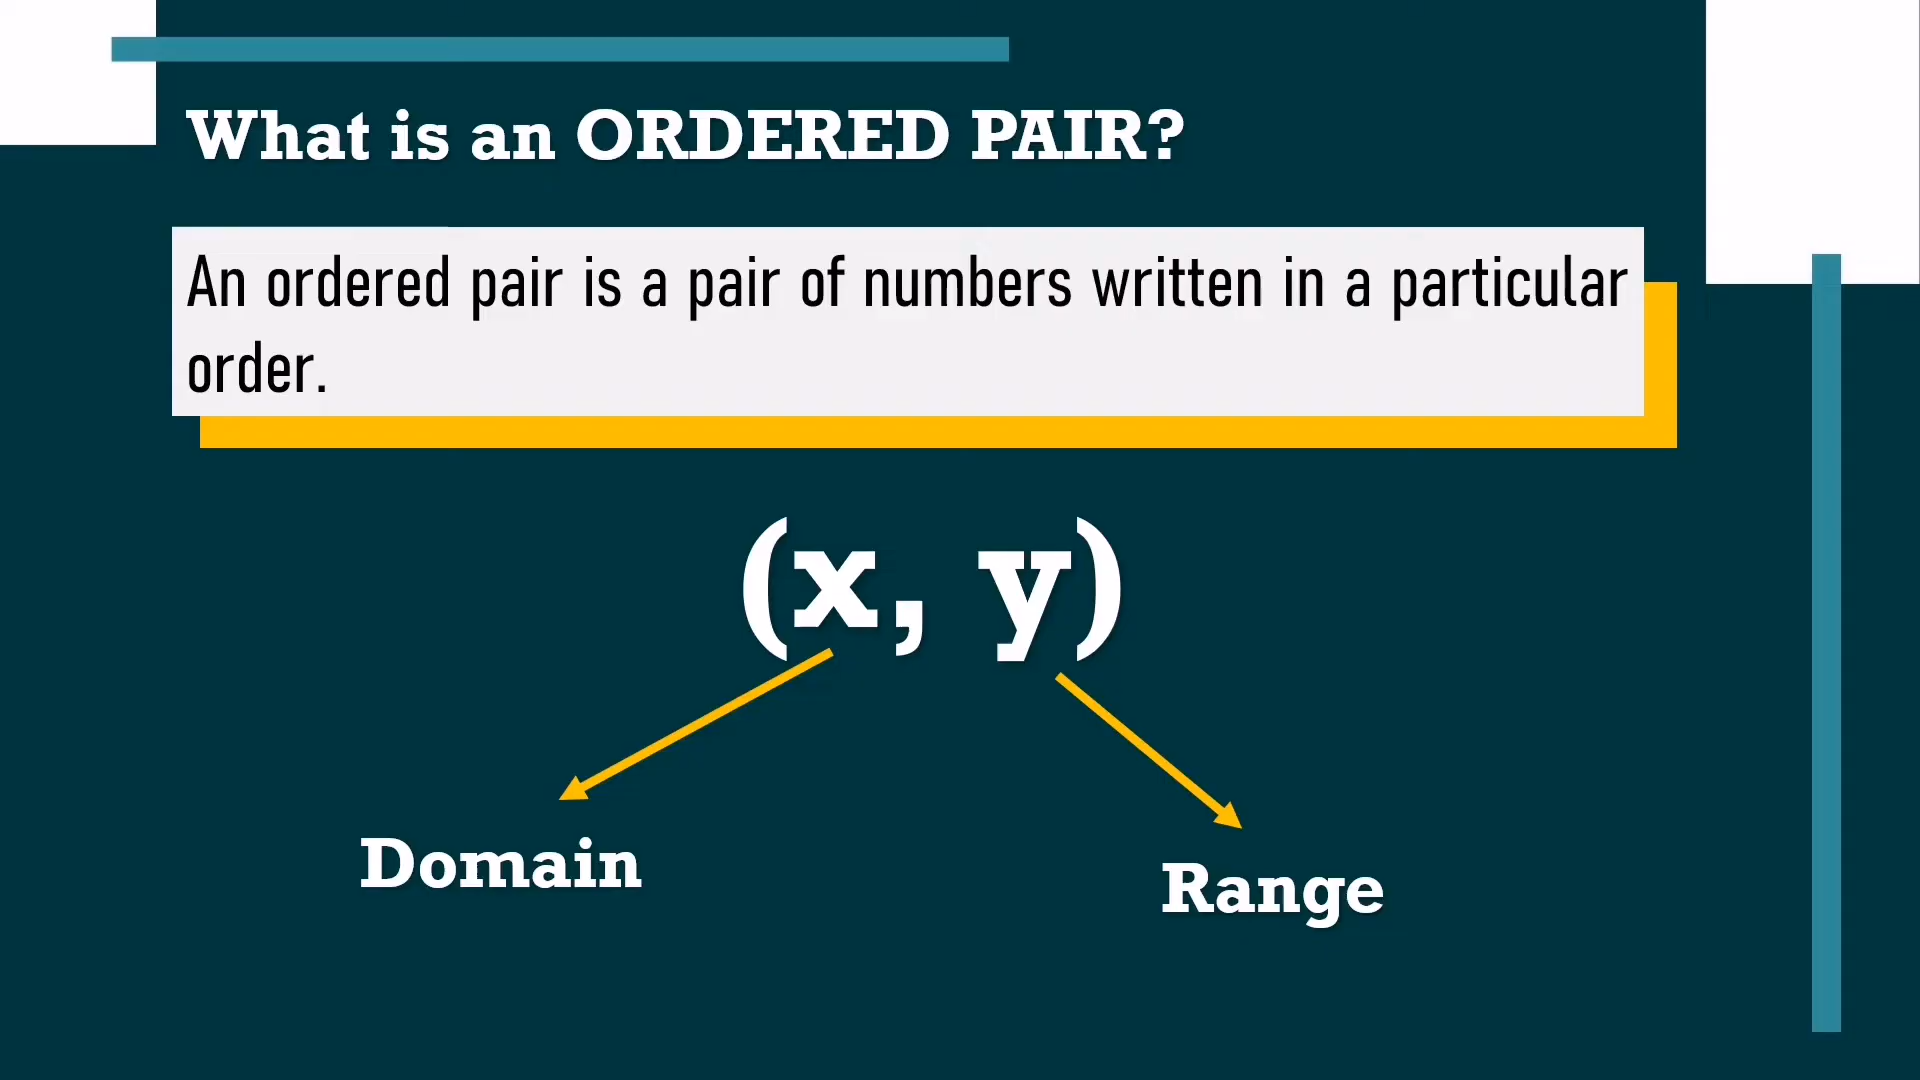 What is an ORDERED PAIR?
An ordered pair is a pair of numbers written in a particular
order.
(x, y)
Domain
Range